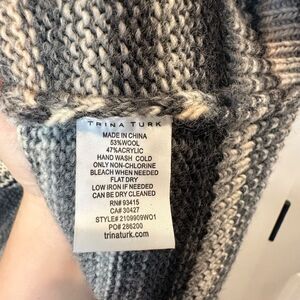 TRINA TURK
MADE IN CHINA
53%WOOL
47%ACRYLIC
HAND WASH COLD
ONLY NON-CHLORINE
BLEACH WHEN NEEDED
FLAT DRY
LOW IRON IF NEEDED
CAN BE DRY CLEANED
RN# 93415
CA# 30427
STYLE# 2109909WO1
PO# 286200
trinaturk.com